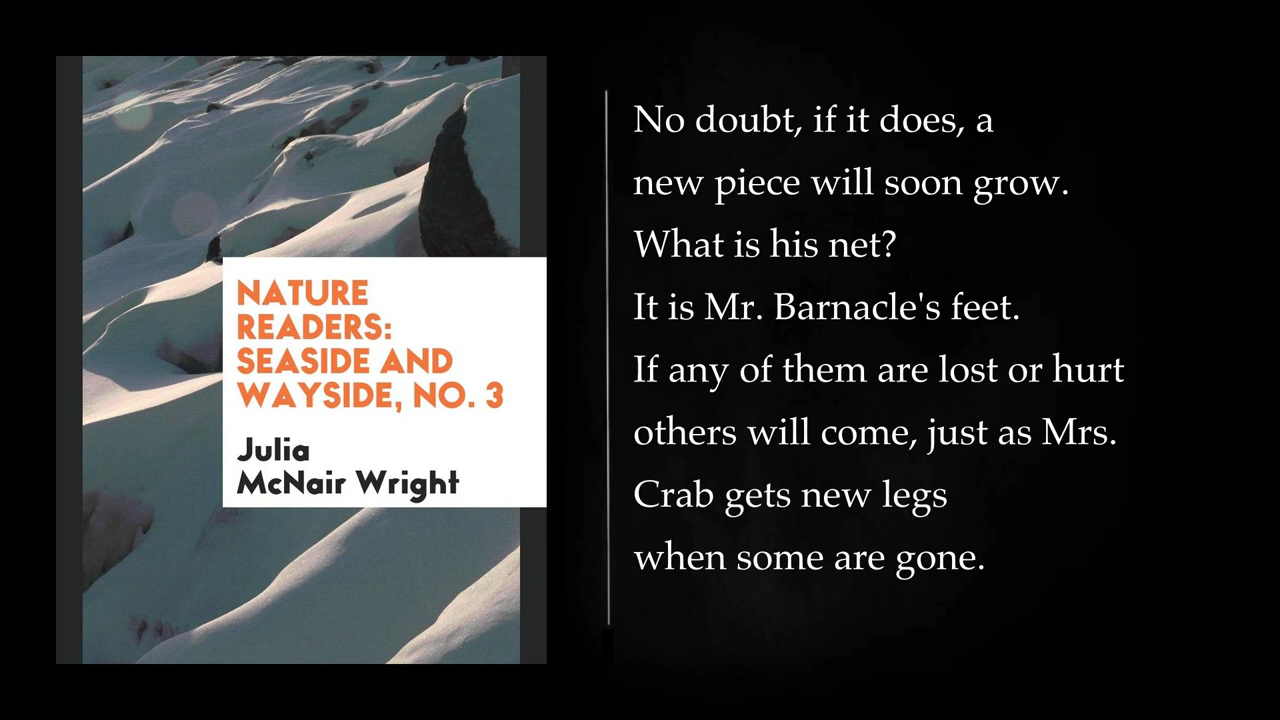 NATURE
READERS:
SEASIDE AND
WAYSIDE, NO. 3
Julia
McNair Wright
No doubt, if it does, a
new piece will soon grow.
What is his net?
It is Mr. Barnacle's feet.
If any of them are lost or hurt
others will come, just as Mrs.
Crab gets new legs
when some are gone.